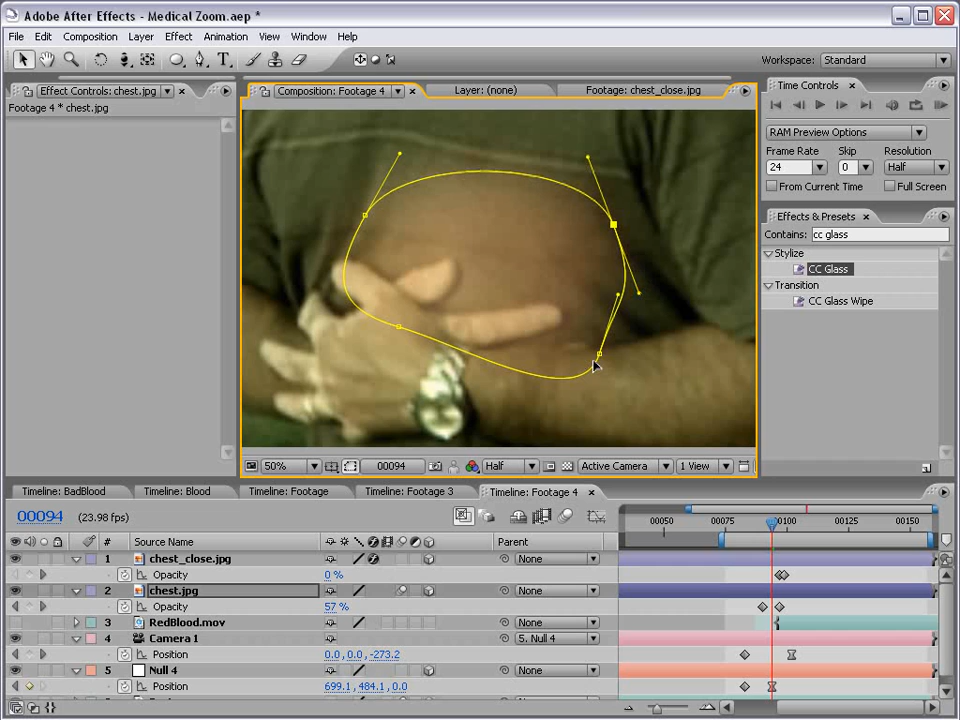 Adobe After Effects - Medical Zoom.aep *
File Edit Composition Layer Effect Animation View Window Help
Workspace: Standard
Effect Controls: chest.jpg
Footage 4 * chest.jpg
Composition: Footage 4
Layer: (none)
Footage: chest_close.jpg
Time Controls
RAM Preview Options
Frame Rate Skip Resolution
24 0 Half
From Current Time Full Screen
Effects & Presets
Contains: cc glass
Stylize
CC Glass
Transition
CC Glass Wipe
50% 00094 Half Active Camera 1 View
Timeline: BadBlood Timeline: Blood Timeline: Footage Timeline: Footage 3 Timeline: Footage 4
00094 (23.98 fps)
# Source Name Parent
00050 00075 00100 00125 00150
1 chest_close.jpg None
Opacity 0 %
2 chest.jpg None
Opacity 57 %
3 RedBlood.mov None
4 Camera 1 5. Null 4
Position 0.0, 0.0, -273.2
5 Null 4 None
Position 699.1, 484.1, 0.0